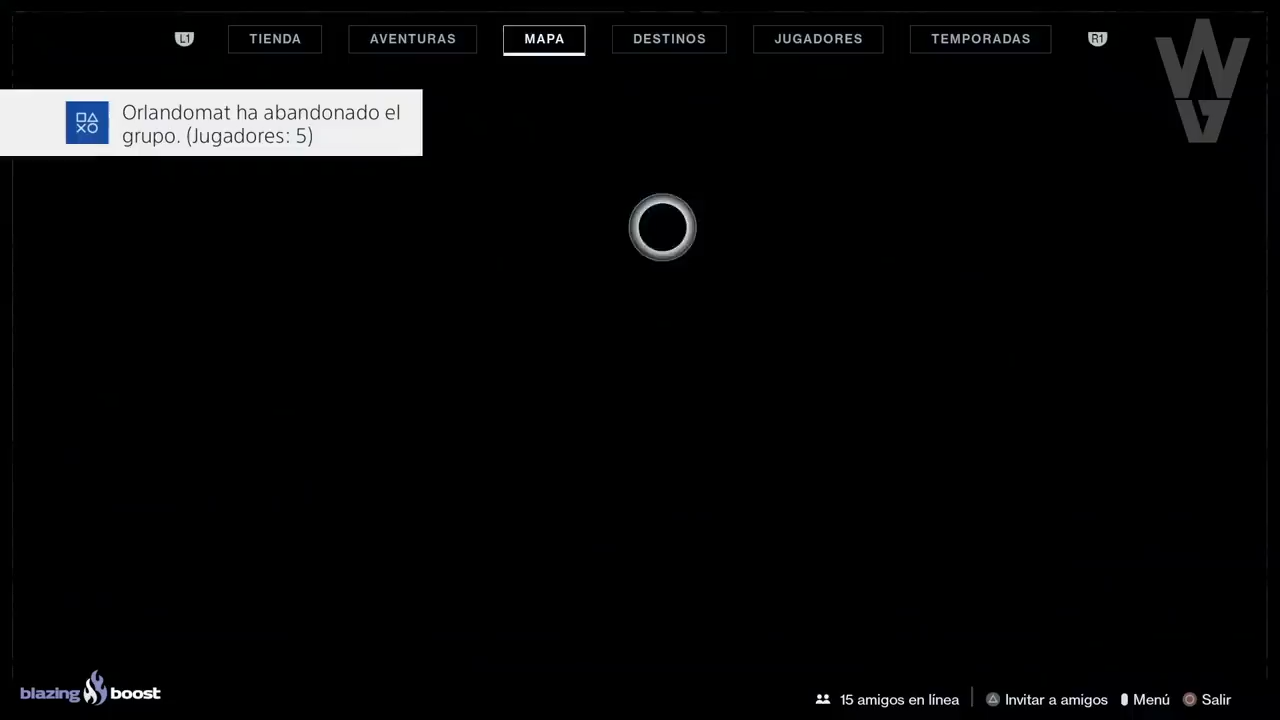 L1 TIENDA AVENTURAS MAPA DESTINOS JUGADORES TEMPORADAS R1
WG
Orlandomat ha abandonado el
grupo. (Jugadores: 5)
blazing boost
15 amigos en línea Invitar a amigos Menú Salir